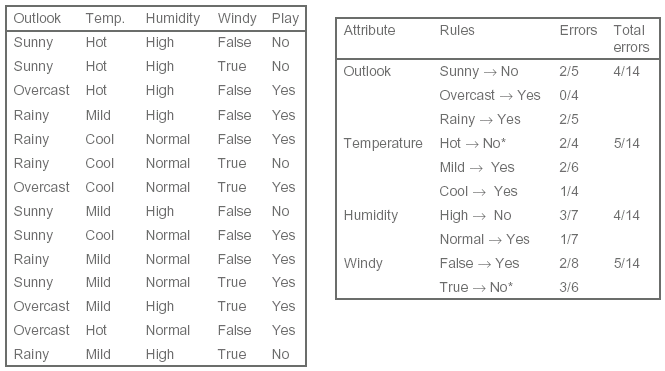 Outlook Temp. Humidity Windy Play
Sunny Hot High False No
Sunny Hot High True No
Overcast Hot High False Yes
Rainy Mild High False Yes
Rainy Cool Normal False Yes
Rainy Cool Normal True No
Overcast Cool Normal True Yes
Sunny Mild High False No
Sunny Cool Normal False Yes
Rainy Mild Normal False Yes
Sunny Mild Normal True Yes
Overcast Mild High True Yes
Overcast Hot Normal False Yes
Rainy Mild High True No
Attribute Rules Errors Total
errors
Outlook Sunny → No 2/5 4/14
Overcast → Yes 0/4
Rainy → Yes 2/5
Temperature Hot → No* 2/4 5/14
Mild → Yes 2/6
Cool → Yes 1/4
Humidity High → No 3/7 4/14
Normal → Yes 1/7
Windy False → Yes 2/8 5/14
True → No* 3/6